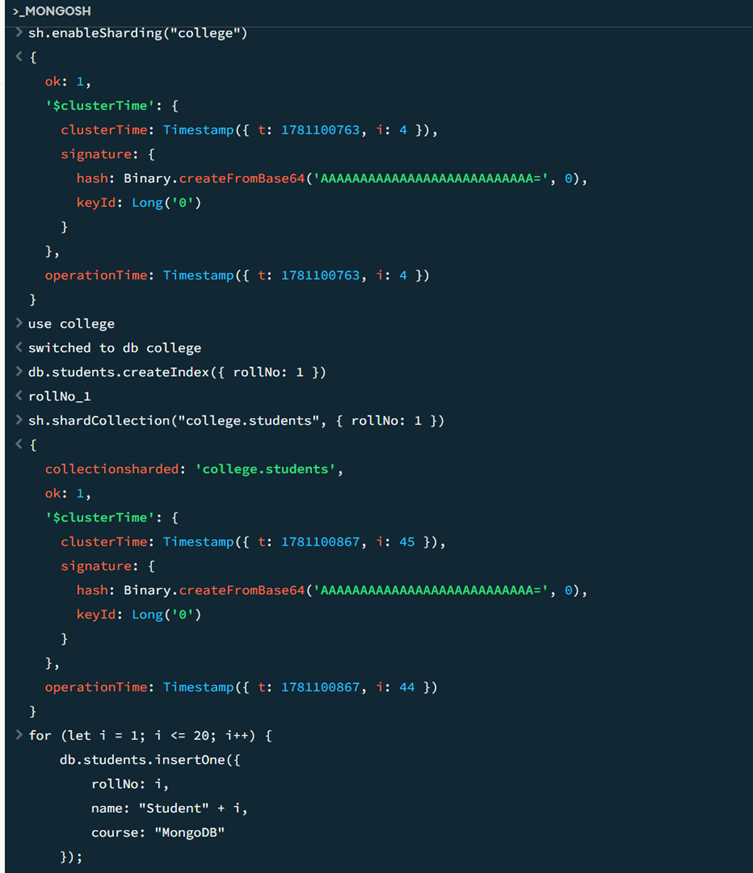 >_MONGOSH
> sh.enableSharding("college")
< {
    ok: 1,
    '$clusterTime': {
      clusterTime: Timestamp({ t: 1781100763, i: 4 }),
      signature: {
        hash: Binary.createFromBase64('AAAAAAAAAAAAAAAAAAAAAAAAAAA=', 0),
        keyId: Long('0')
      }
    },
    operationTime: Timestamp({ t: 1781100763, i: 4 })
  }
> use college
< switched to db college
> db.students.createIndex({ rollNo: 1 })
< rollNo_1
> sh.shardCollection("college.students", { rollNo: 1 })
< {
    collectionsharded: 'college.students',
    ok: 1,
    '$clusterTime': {
      clusterTime: Timestamp({ t: 1781100867, i: 45 }),
      signature: {
        hash: Binary.createFromBase64('AAAAAAAAAAAAAAAAAAAAAAAAAAA=', 0),
        keyId: Long('0')
      }
    },
    operationTime: Timestamp({ t: 1781100867, i: 44 })
  }
> for (let i = 1; i <= 20; i++) {
      db.students.insertOne({
          rollNo: i,
          name: "Student" + i,
          course: "MongoDB"
      });